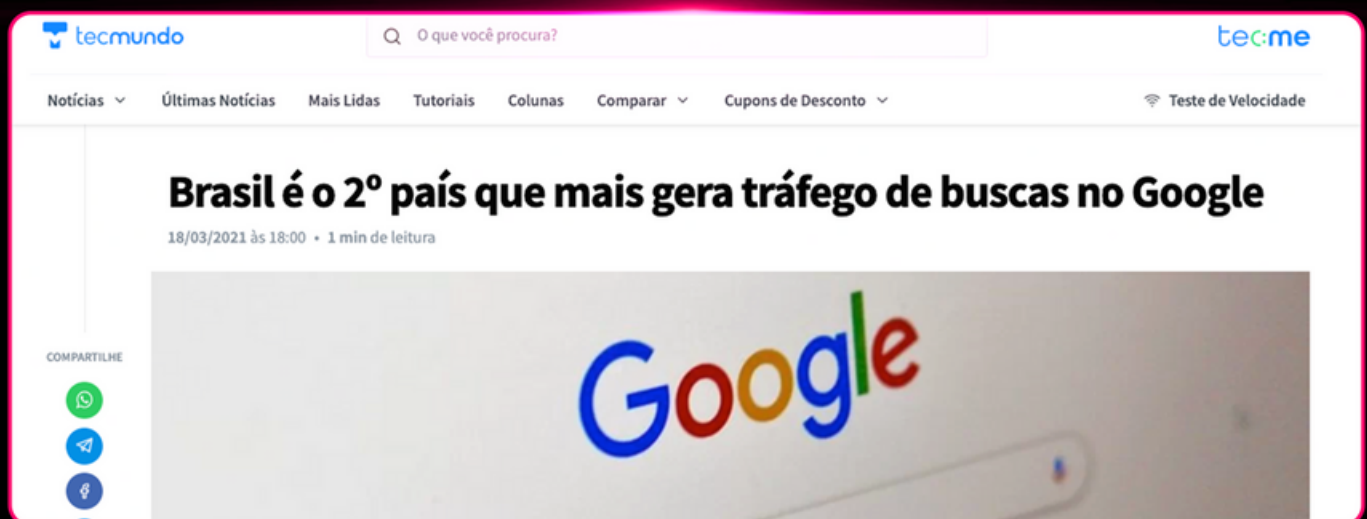 tecmundo
O que você procura?
tec:me
Notícias Últimas Notícias Mais Lidas Tutoriais Colunas Comparar Cupons de Desconto Teste de Velocidade
Brasil é o 2º país que mais gera tráfego de buscas no Google
18/03/2021 às 18:00 • 1 min de leitura
COMPARTILHE
Google